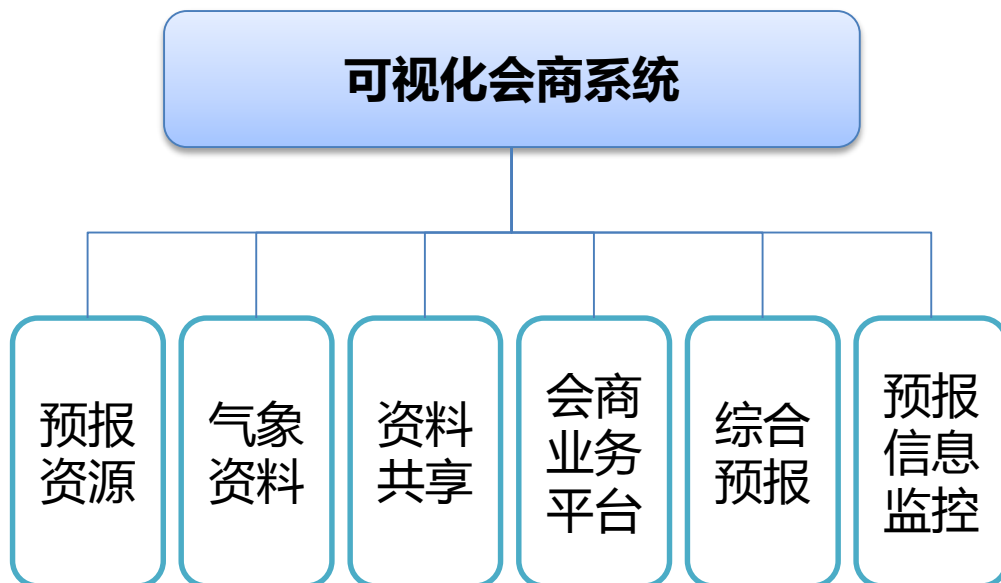 可视化会商系统
预报
资源
气象
资料
资料
共享
会商
业务
平台
综合
预报
预报
信息
监控